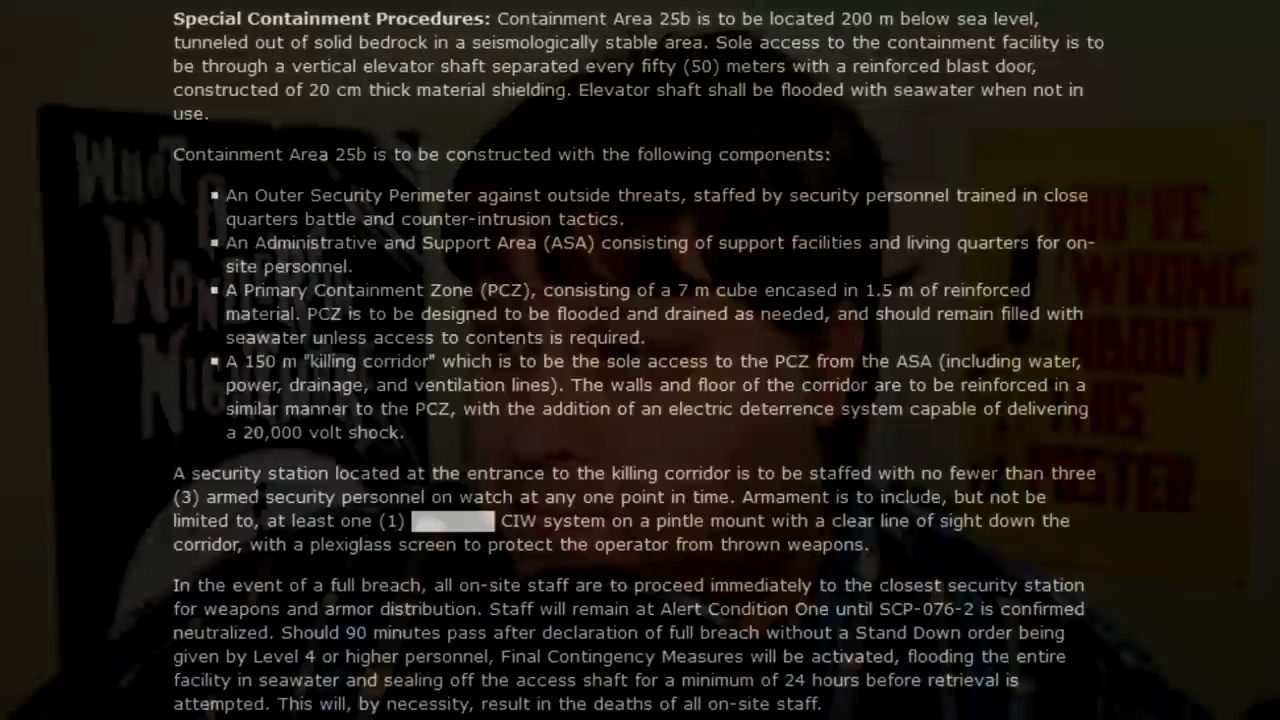 Special Containment Procedures: Containment Area 25b is to be located 200 m below sea level,
tunneled out of solid bedrock in a seismologically stable area. Sole access to the containment facility is to
be through a vertical elevator shaft separated every fifty (50) meters with a reinforced blast door,
constructed of 20 cm thick material shielding. Elevator shaft shall be flooded with seawater when not in
use.
Containment Area 25b is to be constructed with the following components:
▪ An Outer Security Perimeter against outside threats, staffed by security personnel trained in close
quarters battle and counter-intrusion tactics.
▪ An Administrative and Support Area (ASA) consisting of support facilities and living quarters for on-
site personnel.
▪ A Primary Containment Zone (PCZ), consisting of a 7 m cube encased in 1.5 m of reinforced
material. PCZ is to be designed to be flooded and drained as needed, and should remain filled with
seawater unless access to contents is required.
▪ A 150 m "killing corridor" which is to be the sole access to the PCZ from the ASA (including water,
power, drainage, and ventilation lines). The walls and floor of the corridor are to be reinforced in a
similar manner to the PCZ, with the addition of an electric deterrence system capable of delivering
a 20,000 volt shock.
A security station located at the entrance to the killing corridor is to be staffed with no fewer than three
(3) armed security personnel on watch at any one point in time. Armament is to include, but not be
limited to, at least one (1) CIW system on a pintle mount with a clear line of sight down the
corridor, with a plexiglass screen to protect the operator from thrown weapons.
In the event of a full breach, all on-site staff are to proceed immediately to the closest security station
for weapons and armor distribution. Staff will remain at Alert Condition One until SCP-076-2 is confirmed
neutralized. Should 90 minutes pass after declaration of full breach without a Stand Down order being
given by Level 4 or higher personnel, Final Contingency Measures will be activated, flooding the entire
facility in seawater and sealing off the access shaft for a minimum of 24 hours before retrieval is
attempted. This will, by necessity, result in the deaths of all on-site staff.
WHAT
A
WONDER
YOU'RE
WRONG
ABOUT
THIS